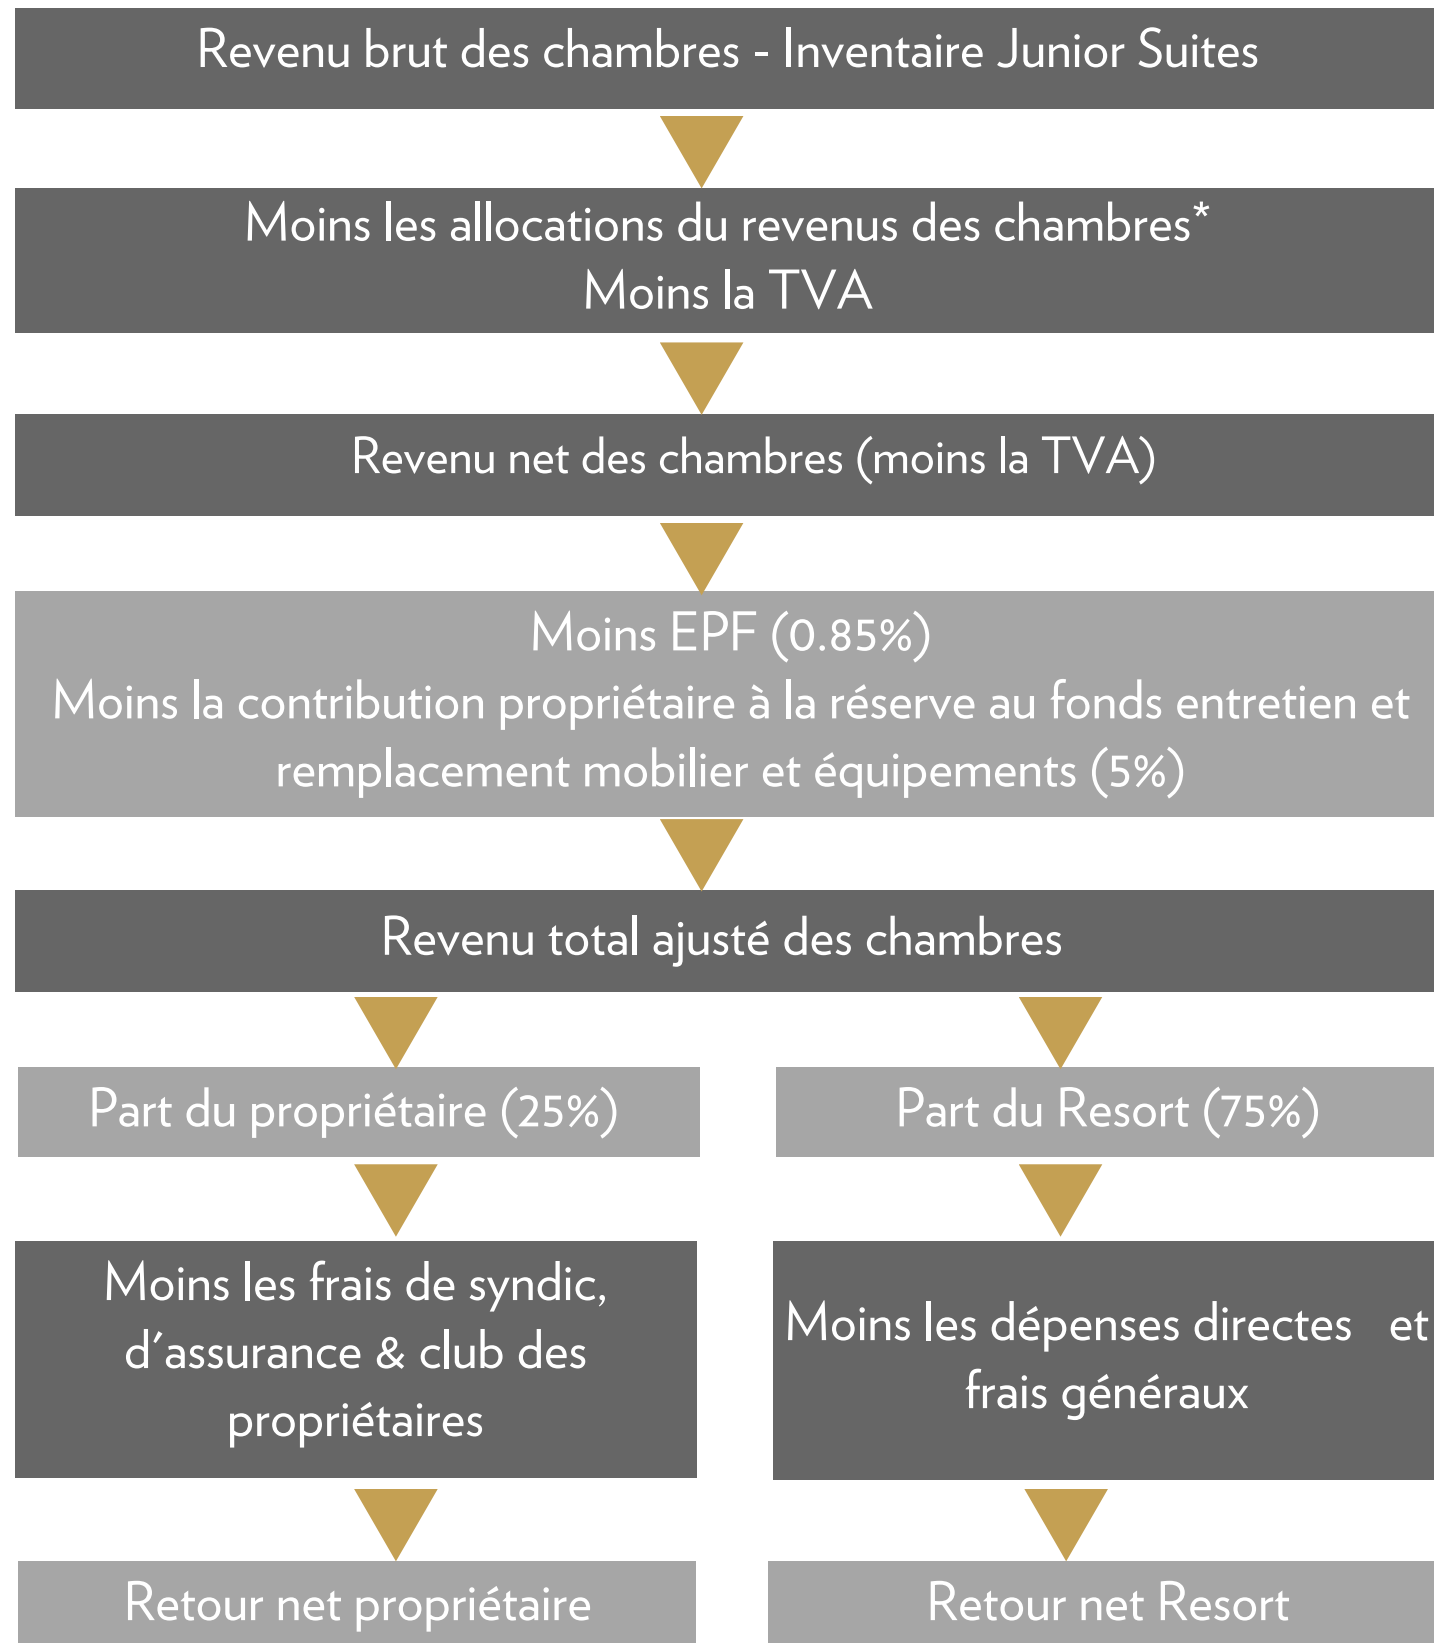 Revenu brut des chambres - Inventaire Junior Suites
Moins les allocations du revenus des chambres*
Moins la TVA
Revenu net des chambres (moins la TVA)
Moins EPF (0.85%)
Moins la contribution propriétaire à la réserve au fonds entretien et
remplacement mobilier et équipements (5%)
Revenu total ajusté des chambres
Part du propriétaire (25%)
Part du Resort (75%)
Moins les frais de syndic,
d'assurance & club des
propriétaires
Moins les dépenses directes et
frais généraux
Retour net propriétaire
Retour net Resort